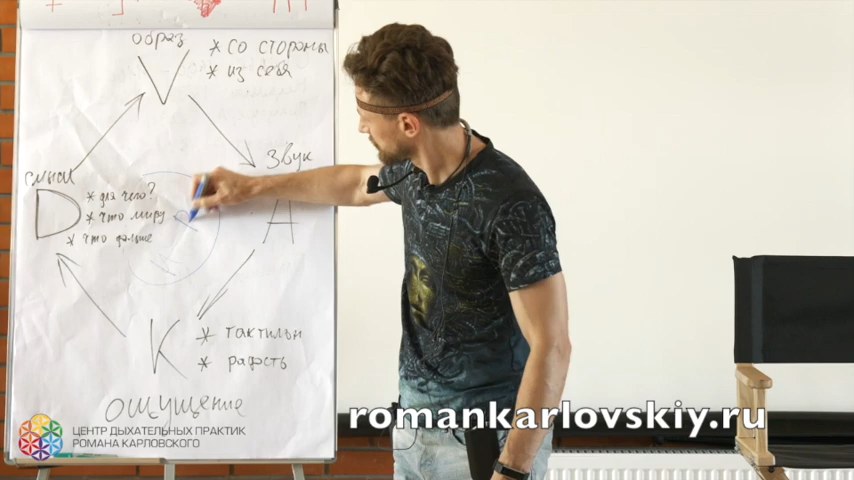 образ
V
* со стороны
* из себя
звук
A
смысл
D
* для чего?
* что миру
* что дальше
K
* тактильн
* радость
ощущение
ЦЕНТР ДЫХАТЕЛЬНЫХ ПРАКТИК
РОМАНА КАРЛОВСКОГО
romankarlovskiy.ru